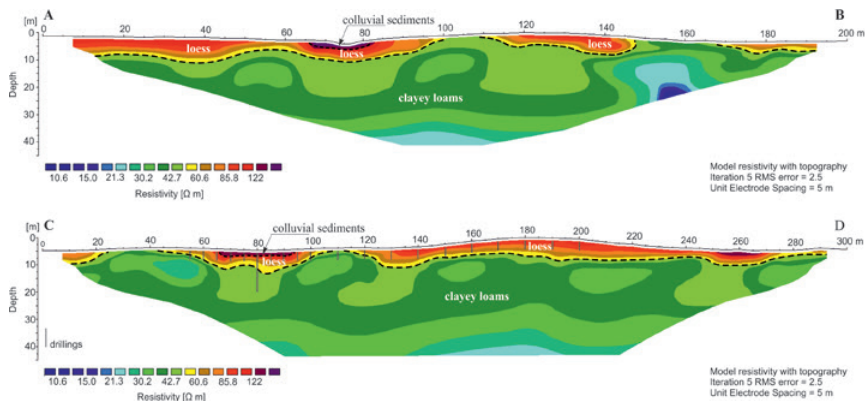 A
colluvial sediments
B
[m]
0 20 40 60 80 100 120 140 160 180 200 m
0
10
20
30
40
Depth
loess
loess
loess
clayey loams
10.6 15.0 21.3 30.2 42.7 60.6 85.8 122
Resistivity [Ω m]
Model resistivity with topography
Iteration 5 RMS error = 2.5
Unit Electrode Spacing = 5 m
C
colluvial sediments
D
[m]
0 20 40 60 80 100 120 140 160 180 200 220 240 260 280 300 m
0
10
20
30
40
Depth
loess
loess
clayey loams
drillings
10.6 15.0 21.3 30.2 42.7 60.6 85.8 122
Resistivity [Ω m]
Model resistivity with topography
Iteration 5 RMS error = 2.5
Unit Electrode Spacing = 5 m